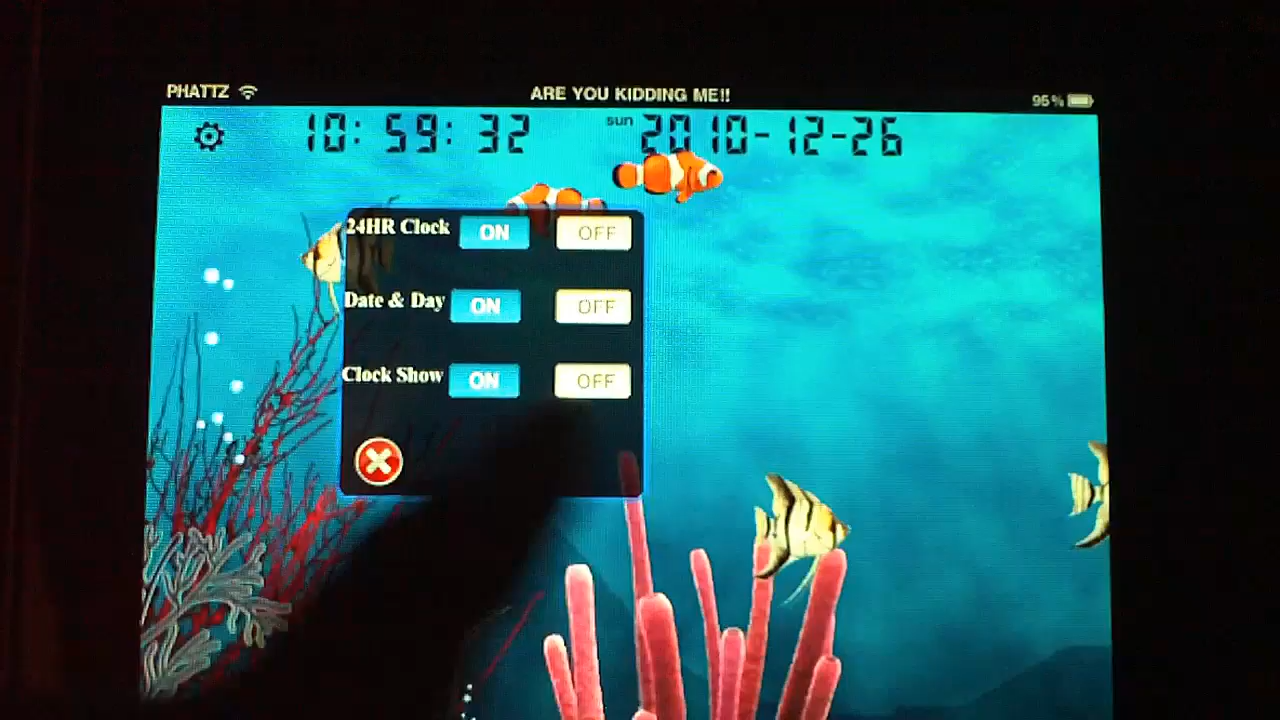 PHATTZ ARE YOU KIDDING ME!! 95%
10: 59: 32 sun 2010-12-26
24HR Clock ON OFF
Date & Day ON OFF
Clock Show ON OFF